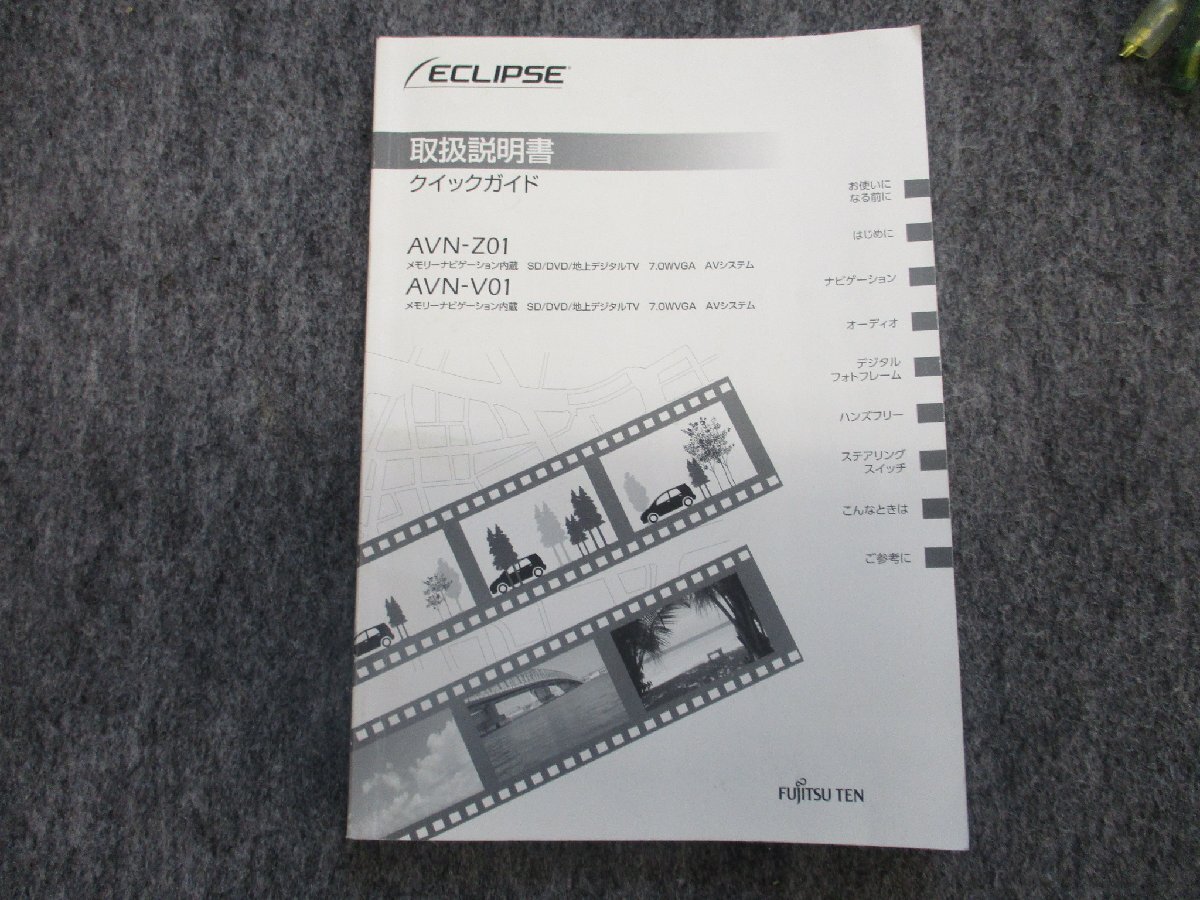 ECLIPSE
取扱説明書
クイックガイド
AVN-Z01
メモリーナビゲーション内蔵 SD/DVD/地上デジタルTV 7.0WVGA AVシステム
AVN-V01
メモリーナビゲーション内蔵 SD/DVD/地上デジタルTV 7.0WVGA AVシステム
お使いに
なる前に
はじめに
ナビゲーション
オーディオ
デジタル
フォトフレーム
ハンズフリー
ステアリング
スイッチ
こんなときは
ご参考に
FUJITSU TEN